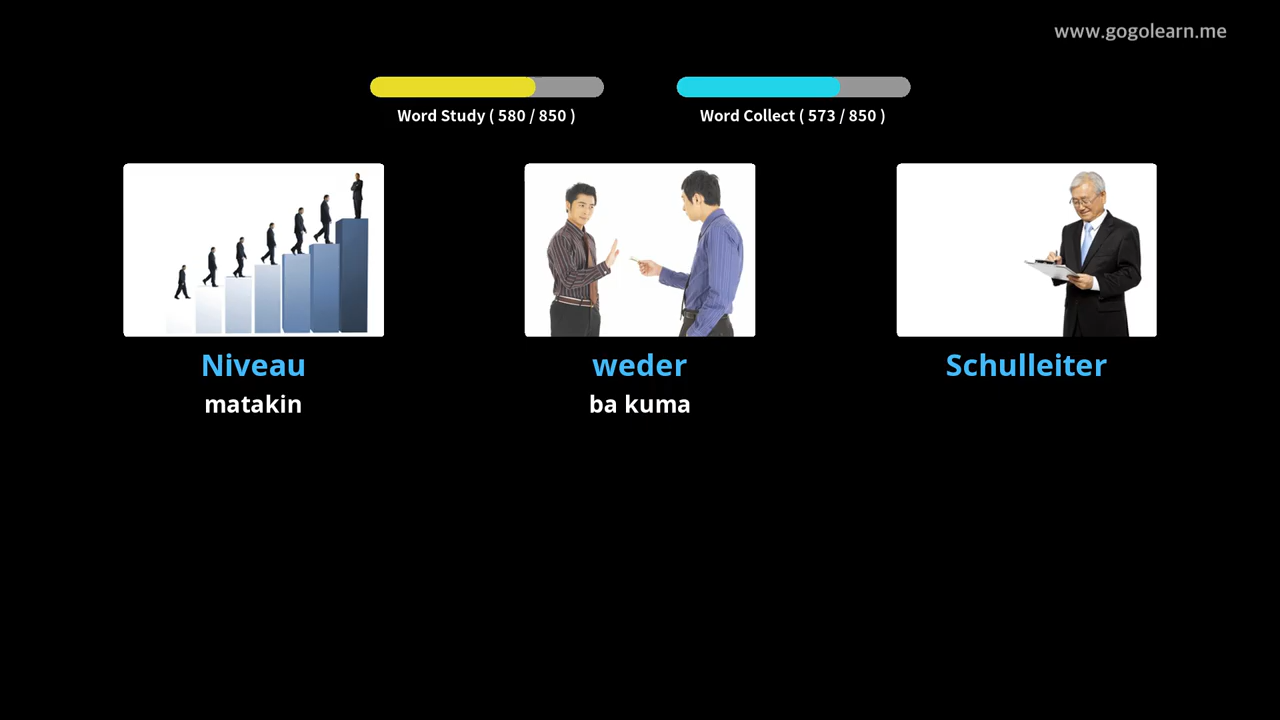 www.gogolearn.me
Word Study ( 580 / 850 )
Word Collect ( 573 / 850 )
Niveau
matakin
weder
ba kuma
Schulleiter